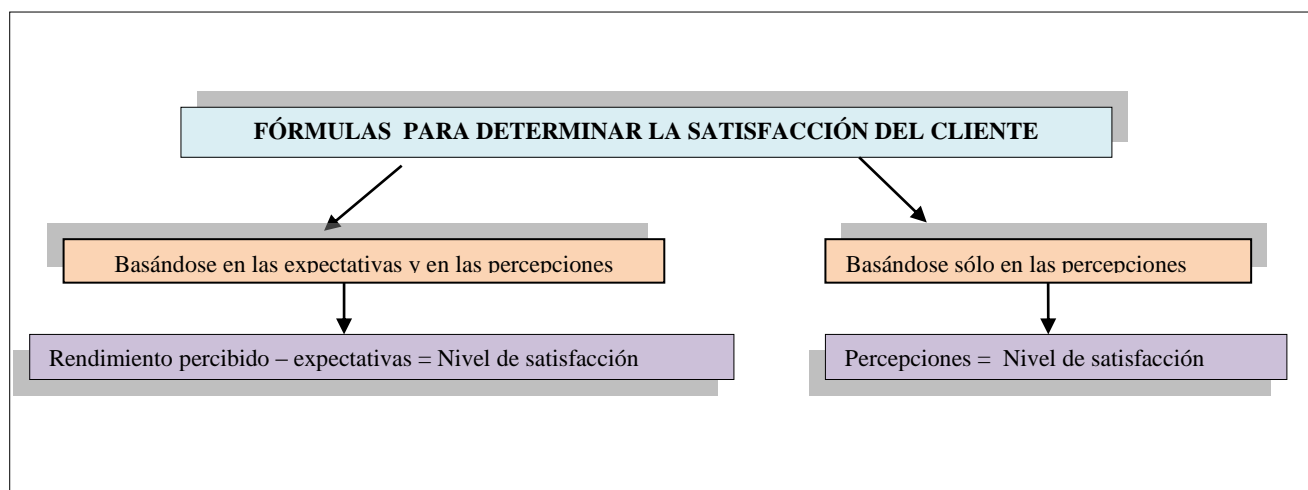 FÓRMULAS PARA DETERMINAR LA SATISFACCIÓN DEL CLIENTE
Basándose en las expectativas y en las percepciones
Basándose sólo en las percepciones
Rendimiento percibido – expectativas = Nivel de satisfacción
Percepciones = Nivel de satisfacción